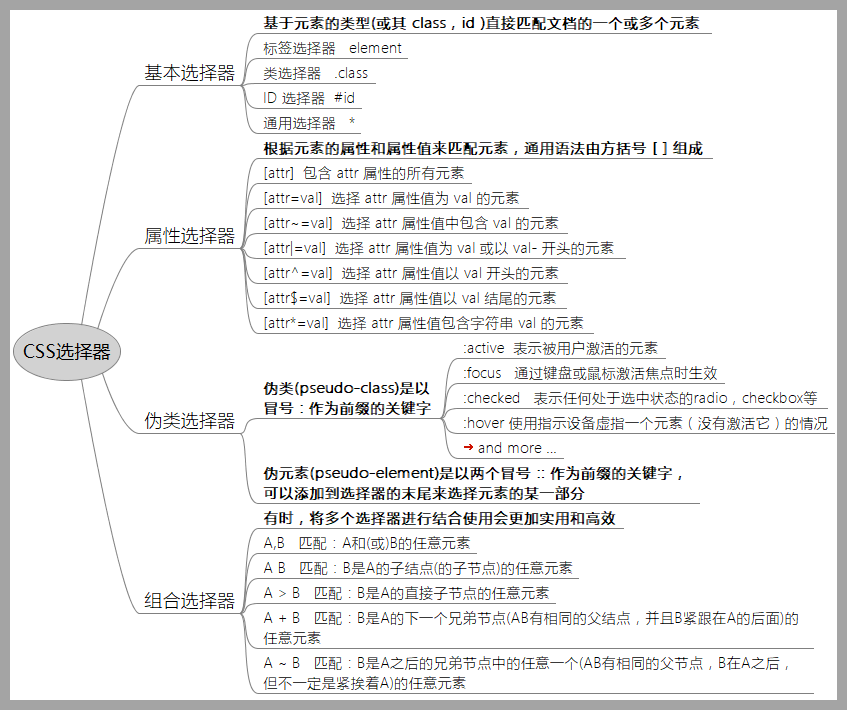 CSS选择器
基本选择器
基于元素的类型(或其 class，id )直接匹配文档的一个或多个元素
标签选择器 element
类选择器 .class
ID 选择器 #id
通用选择器 *
属性选择器
根据元素的属性和属性值来匹配元素，通用语法由方括号 [ ] 组成
[attr] 包含 attr 属性的所有元素
[attr=val] 选择 attr 属性值为 val 的元素
[attr~=val] 选择 attr 属性值中包含 val 的元素
[attr|=val] 选择 attr 属性值为 val 或以 val- 开头的元素
[attr^=val] 选择 attr 属性值以 val 开头的元素
[attr$=val] 选择 attr 属性值以 val 结尾的元素
[attr*=val] 选择 attr 属性值包含字符串 val 的元素
伪类选择器
伪类(pseudo-class)是以
冒号 : 作为前缀的关键字
:active 表示被用户激活的元素
:focus 通过键盘或鼠标激活焦点时生效
:checked 表示任何处于选中状态的radio，checkbox等
:hover 使用指示设备虚指一个元素（没有激活它）的情况
➜ and more ...
伪元素(pseudo-element)是以两个冒号 :: 作为前缀的关键字，
可以添加到选择器的末尾来选择元素的某一部分
组合选择器
有时，将多个选择器进行结合使用会更加实用和高效
A,B 匹配：A和(或)B的任意元素
A B 匹配：B是A的子结点(的子节点)的任意元素
A > B 匹配：B是A的直接子节点的任意元素
A + B 匹配：B是A的下一个兄弟节点(AB有相同的父结点，并且B紧跟在A的后面)的
任意元素
A ~ B 匹配：B是A之后的兄弟节点中的任意一个(AB有相同的父节点，B在A之后，
但不一定是紧挨着A)的任意元素